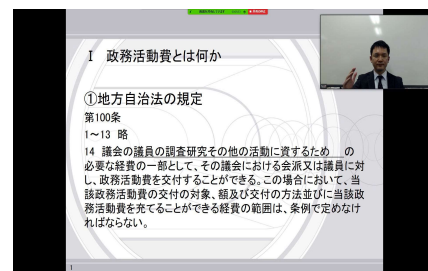 Ⅰ 政務活動費とは何か
①地方自治法の規定
第100条
1~13 略
14 議会の議員の調査研究その他の活動に資するため の
必要な経費の一部として、その議会における会派又は議員に対
し、政務活動費を交付することができる。この場合において、当
該政務活動費の交付の対象、額及び交付の方法並びに当該政
務活動費を充てることができる経費の範囲は、条例で定めなけ
ればならない。
1